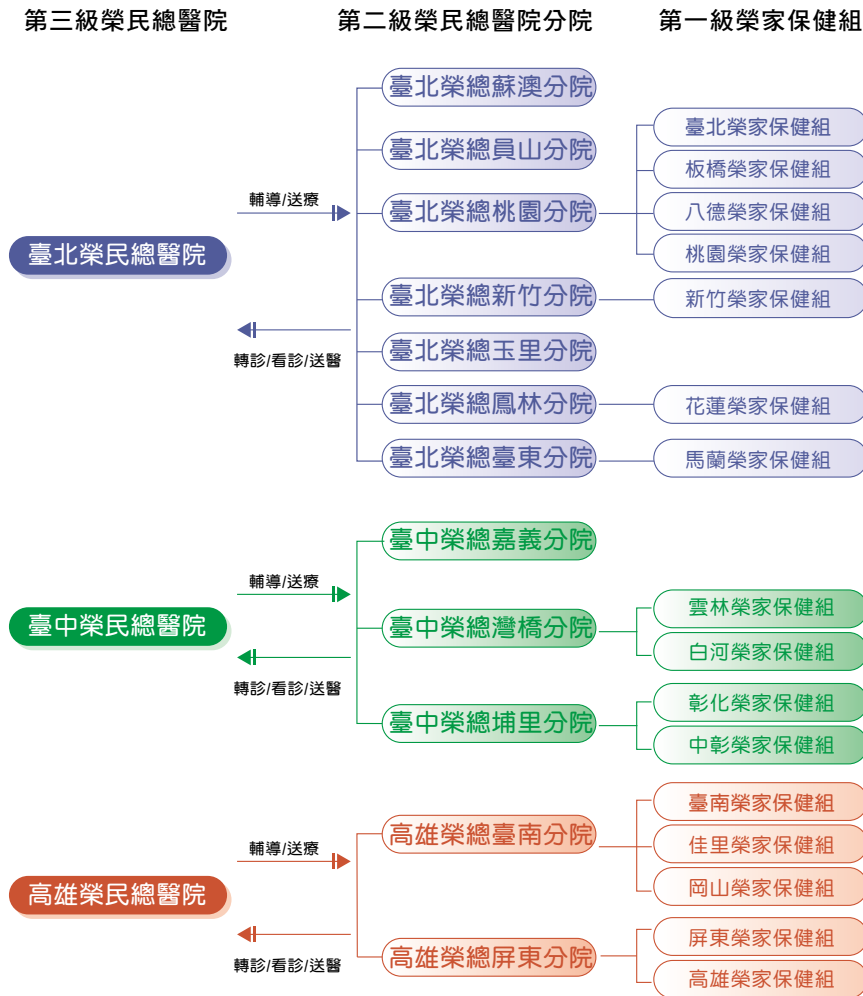 第三級榮民總醫院
第二級榮民總醫院分院
第一級榮家保健組
臺北榮民總醫院
輔導/送療
轉診/看診/送醫
臺北榮總蘇澳分院
臺北榮總員山分院
臺北榮總桃園分院
臺北榮家保健組
板橋榮家保健組
八德榮家保健組
桃園榮家保健組
臺北榮總新竹分院
新竹榮家保健組
臺北榮總玉里分院
臺北榮總鳳林分院
花蓮榮家保健組
臺北榮總臺東分院
馬蘭榮家保健組
臺中榮民總醫院
輔導/送療
轉診/看診/送醫
臺中榮總嘉義分院
臺中榮總灣橋分院
雲林榮家保健組
白河榮家保健組
臺中榮總埔里分院
彰化榮家保健組
中彰榮家保健組
高雄榮民總醫院
輔導/送療
轉診/看診/送醫
高雄榮總臺南分院
臺南榮家保健組
佳里榮家保健組
岡山榮家保健組
高雄榮總屏東分院
屏東榮家保健組
高雄榮家保健組